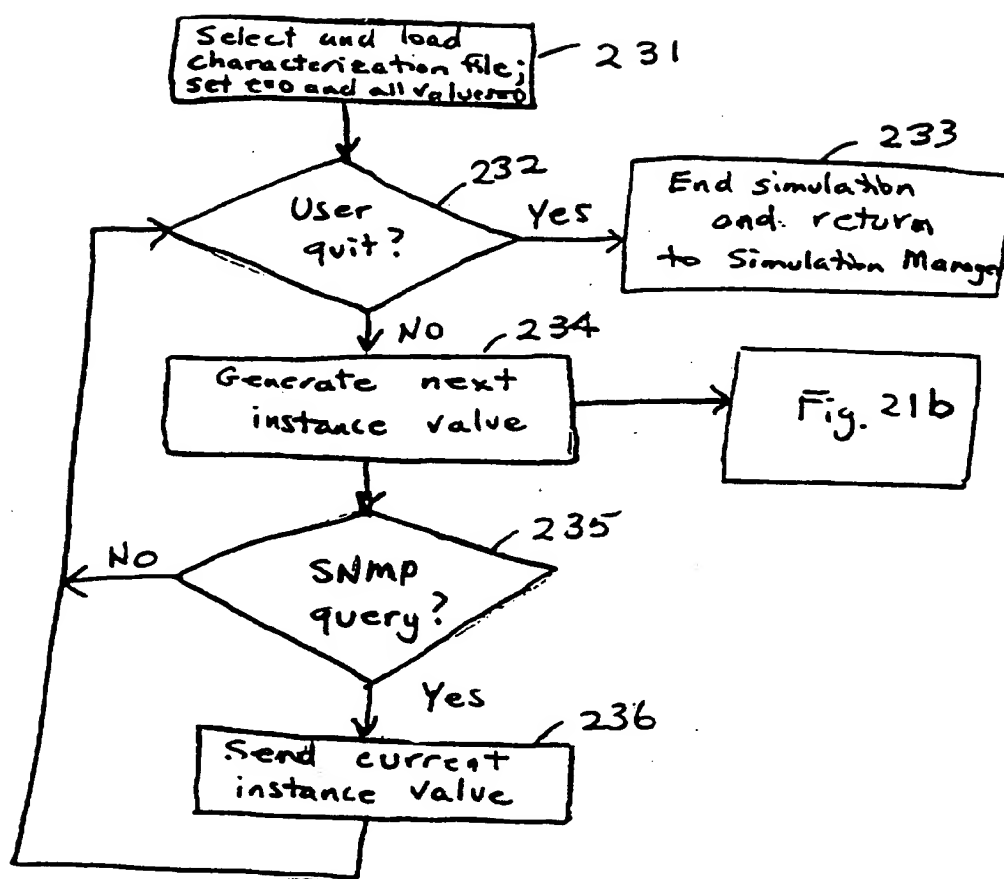 Select and load
characterization file;
set t=0 and all values=0
231
232
User
quit?
Yes
233
End simulation
and return
to Simulation Manager
No
234
Generate next
instance value
Fig. 21b
235
No
SNMP
query?
Yes
236
Send current
instance value